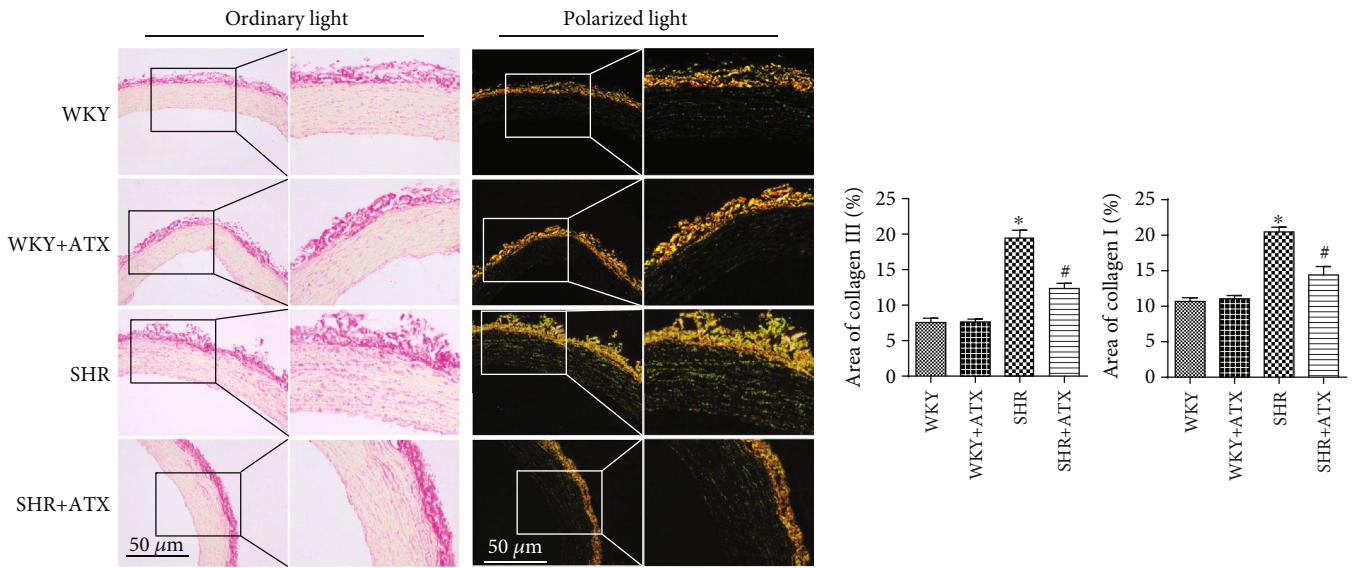 Ordinary light
Polarized light
WKY
WKY+ATX
SHR
SHR+ATX
50 µm
50 µm
Area of collagen III (%)
25
20
15
10
5
0
*
#
WKY
WKY+ATX
SHR
SHR+ATX
Area of collagen I (%)
25
20
15
10
5
0
*
#
WKY
WKY+ATX
SHR
SHR+ATX